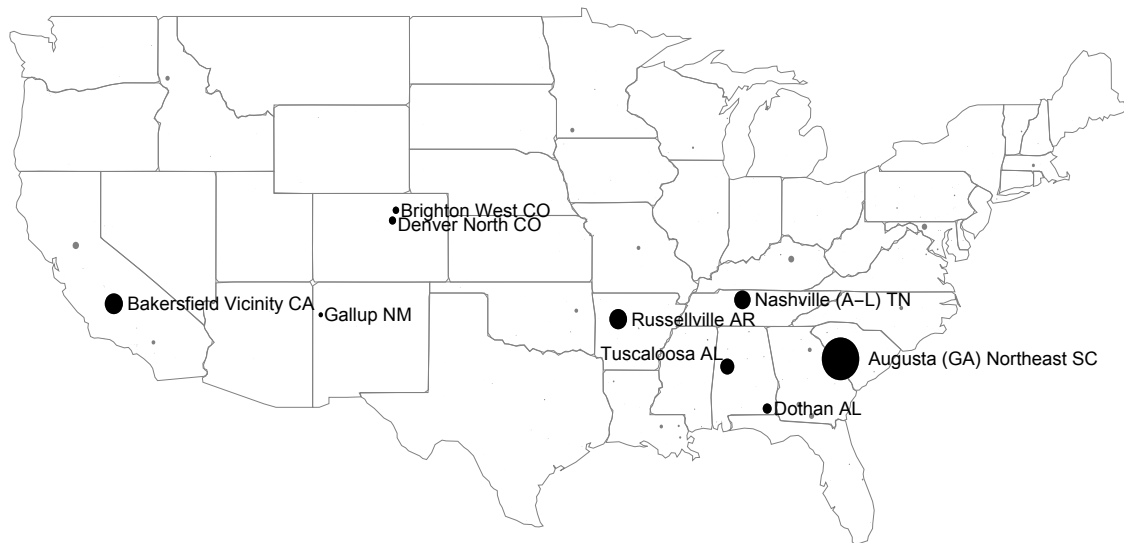 Brighton West CO
Denver North CO
Bakersfield Vicinity CA
Gallup NM
Nashville (A−L) TN
Russellville AR
Tuscaloosa AL
Augusta (GA) Northeast SC
Dothan AL